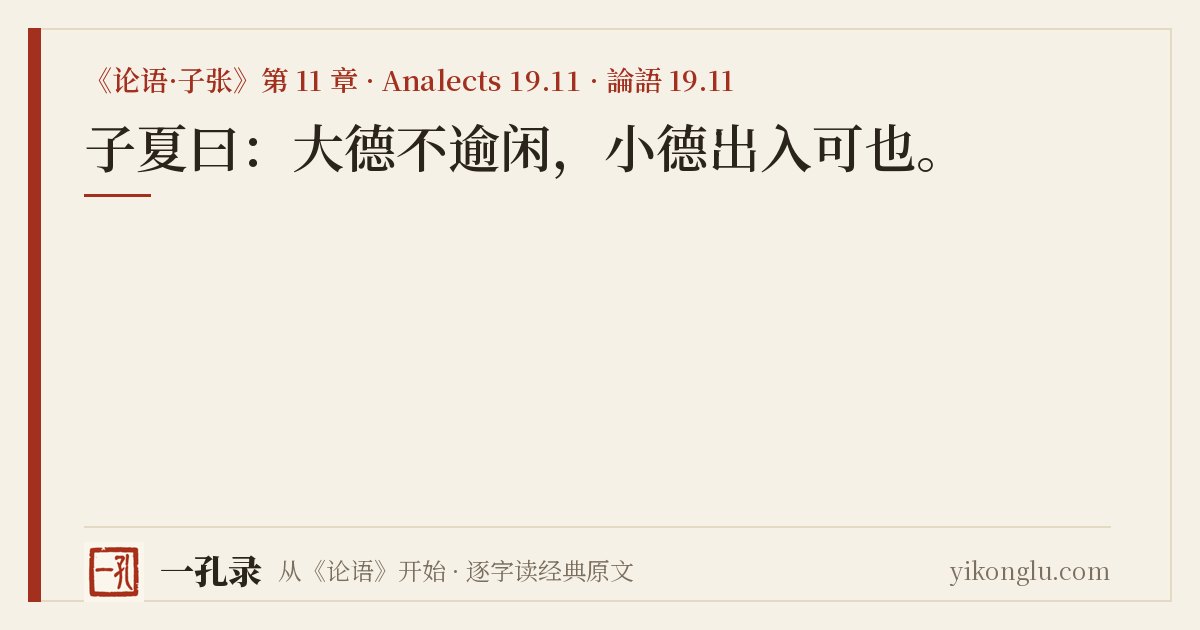 《论语·子张》第 11 章 · Analects 19.11 · 論語 19.11
子夏曰：大德不逾闲，小德出入可也。
一孔
一孔录 从《论语》开始 · 逐字读经典原文 yikonglu.com